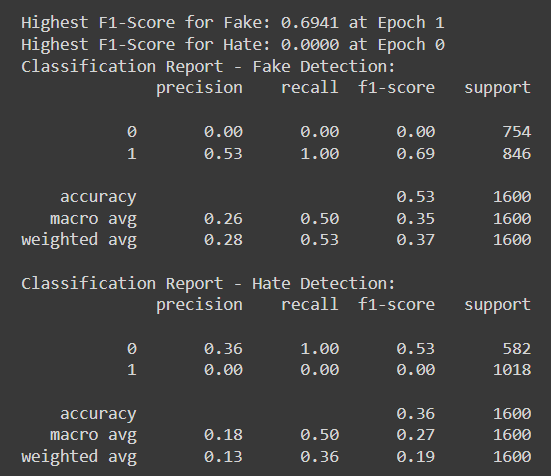 Highest F1-Score for Fake: 0.6941 at Epoch 1
Highest F1-Score for Hate: 0.0000 at Epoch 0
Classification Report - Fake Detection:
precision recall f1-score support
0 0.00 0.00 0.00 754
1 0.53 1.00 0.69 846
accuracy 0.53 1600
macro avg 0.26 0.50 0.35 1600
weighted avg 0.28 0.53 0.37 1600
Classification Report - Hate Detection:
precision recall f1-score support
0 0.36 1.00 0.53 582
1 0.00 0.00 0.00 1018
accuracy 0.36 1600
macro avg 0.18 0.50 0.27 1600
weighted avg 0.13 0.36 0.19 1600